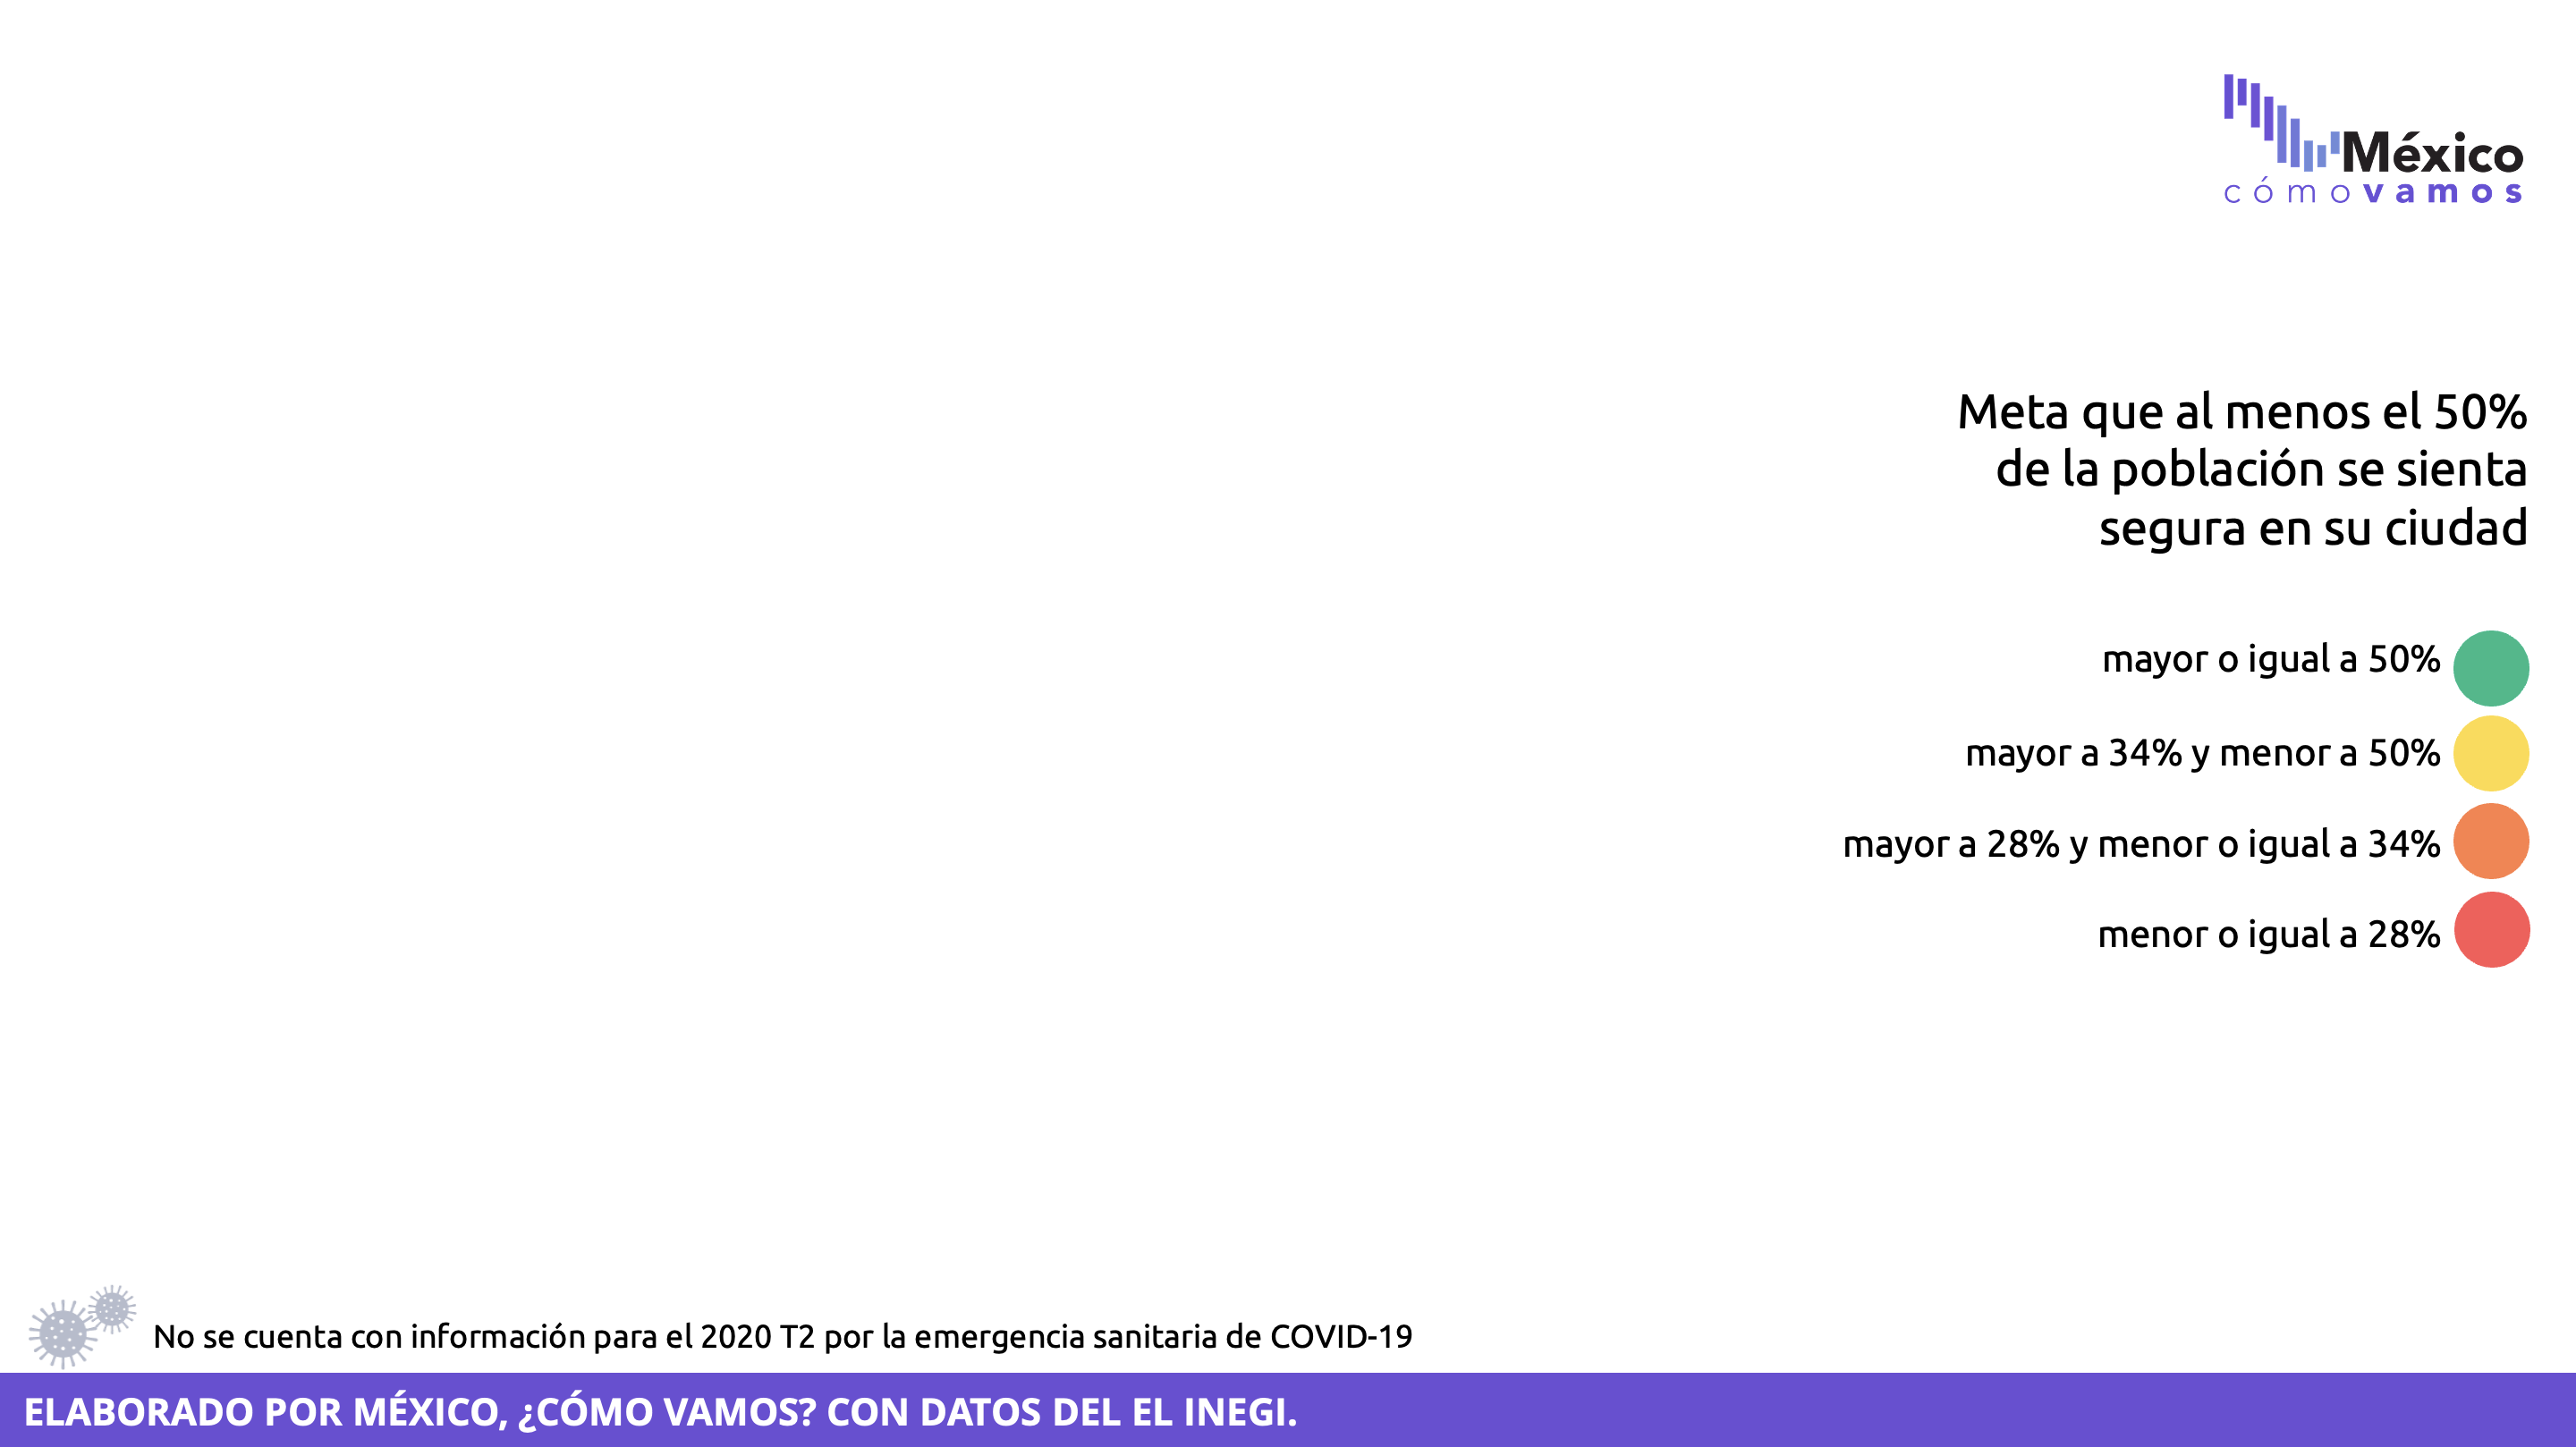 México
cómovamos
Meta que al menos el 50%
de la población se sienta
segura en su ciudad
mayor o igual a 50%
mayor a 34% y menor a 50%
mayor a 28% y menor o igual a 34%
menor o igual a 28%
No se cuenta con información para el 2020 T2 por la emergencia sanitaria de COVID-19
ELABORADO POR MÉXICO, ¿CÓMO VAMOS? CON DATOS DEL EL INEGI.